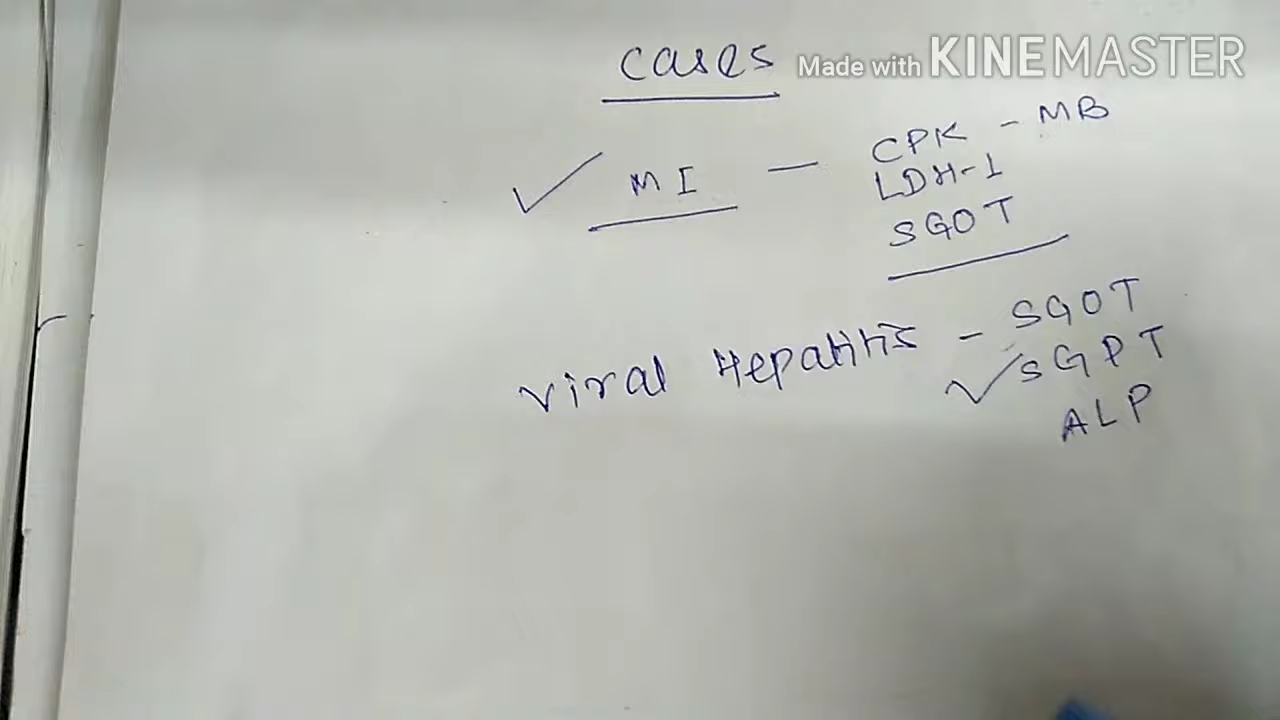 cases
Made with KINEMASTER
✓ MI - CPK - MB
LDH-1
SGOT
Viral Hepatitis - SGOT
✓ SGPT
ALP